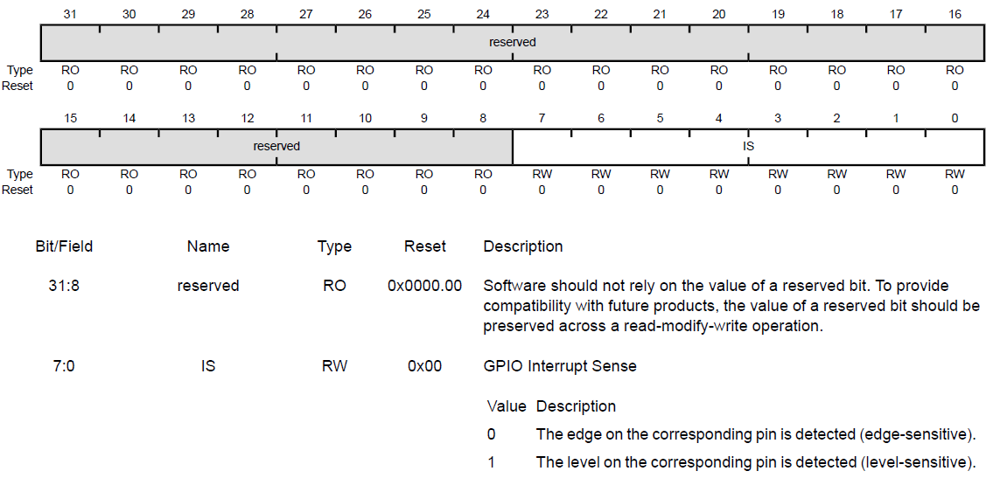 31 30 29 28 27 26 25 24 23 22 21 20 19 18 17 16
reserved
Type RO RO RO RO RO RO RO RO RO RO RO RO RO RO RO RO
Reset 0 0 0 0 0 0 0 0 0 0 0 0 0 0 0 0
15 14 13 12 11 10 9 8 7 6 5 4 3 2 1 0
reserved IS
Type RO RO RO RO RO RO RO RO RW RW RW RW RW RW RW RW
Reset 0 0 0 0 0 0 0 0 0 0 0 0 0 0 0 0
Bit/Field Name Type Reset Description
31:8 reserved RO 0x0000.00 Software should not rely on the value of a reserved bit. To provide
compatibility with future products, the value of a reserved bit should be
preserved across a read-modify-write operation.
7:0 IS RW 0x00 GPIO Interrupt Sense
Value Description
0 The edge on the corresponding pin is detected (edge-sensitive).
1 The level on the corresponding pin is detected (level-sensitive).